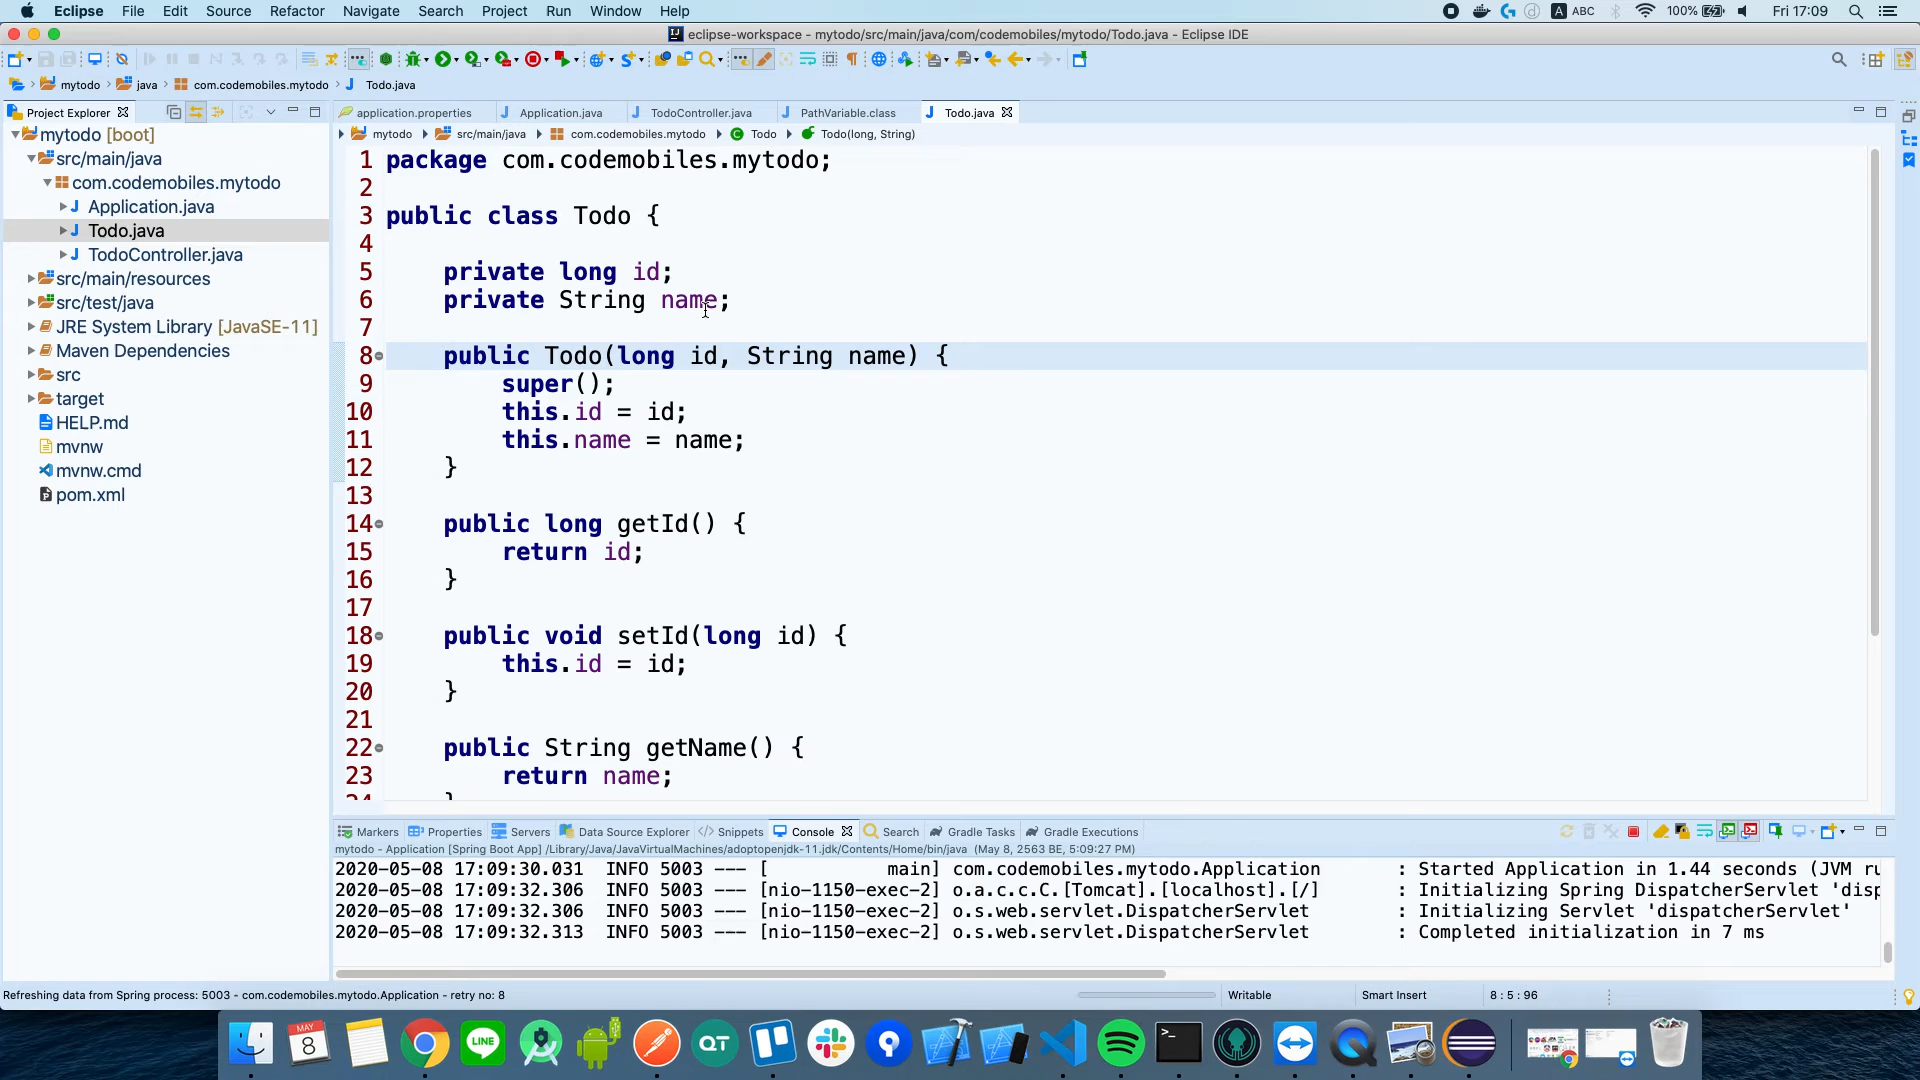 Eclipse File Edit Source Refactor Navigate Search Project Run Window Help A ABC 100% Fri 17:09
eclipse-workspace - mytodo/src/main/java/com/codemobiles/mytodo/Todo.java - Eclipse IDE
mytodo java com.codemobiles.mytodo Todo.java
Project Explorer
application.properties Application.java TodoController.java PathVariable.class Todo.java
mytodo src/main/java com.codemobiles.mytodo Todo Todo(long, String)
mytodo [boot]
src/main/java
com.codemobiles.mytodo
Application.java
Todo.java
TodoController.java
src/main/resources
src/test/java
JRE System Library [JavaSE-11]
Maven Dependencies
src
target
HELP.md
mvnw
mvnw.cmd
pom.xml
1 package com.codemobiles.mytodo;
2
3 public class Todo {
4
5 private long id;
6 private String name;
7
8 public Todo(long id, String name) {
9 super();
10 this.id = id;
11 this.name = name;
12 }
13
14 public long getId() {
15 return id;
16 }
17
18 public void setId(long id) {
19 this.id = id;
20 }
21
22 public String getName() {
23 return name;
24 }
Markers Properties Servers Data Source Explorer Snippets Console Search Gradle Tasks Gradle Executions
mytodo - Application [Spring Boot App] /Library/Java/JavaVirtualMachines/adoptopenjdk-11.jdk/Contents/Home/bin/java (May 8, 2563 BE, 5:09:27 PM)
2020-05-08 17:09:30.031 INFO 5003 --- [ main] com.codemobiles.mytodo.Application : Started Application in 1.44 seconds (JVM ru
2020-05-08 17:09:32.306 INFO 5003 --- [nio-1150-exec-2] o.a.c.c.C.[Tomcat].[localhost].[/] : Initializing Spring DispatcherServlet 'disp
2020-05-08 17:09:32.306 INFO 5003 --- [nio-1150-exec-2] o.s.web.servlet.DispatcherServlet : Initializing Servlet 'dispatcherServlet'
2020-05-08 17:09:32.313 INFO 5003 --- [nio-1150-exec-2] o.s.web.servlet.DispatcherServlet : Completed initialization in 7 ms
Refreshing data from Spring process: 5003 - com.codemobiles.mytodo.Application - retry no: 8 Writable Smart Insert 8 : 5 : 96
MAY
8
LINE
QT